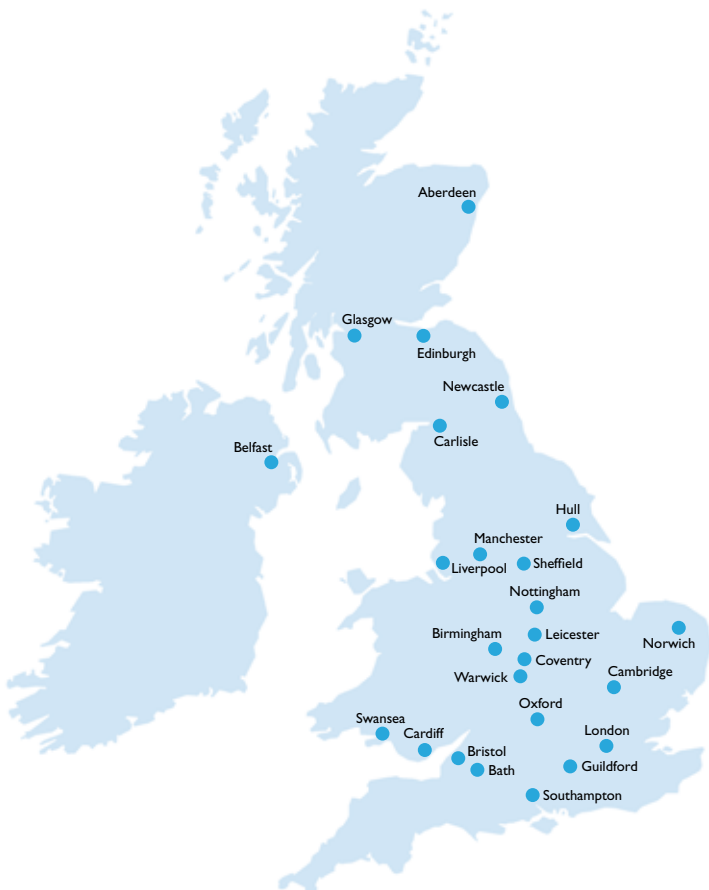 Aberdeen
Glasgow
Edinburgh
Newcastle
Carlisle
Belfast
Hull
Manchester
Liverpool
Sheffield
Nottingham
Birmingham
Leicester
Norwich
Coventry
Warwick
Cambridge
Oxford
Swansea
Cardiff
London
Bristol
Guildford
Bath
Southampton